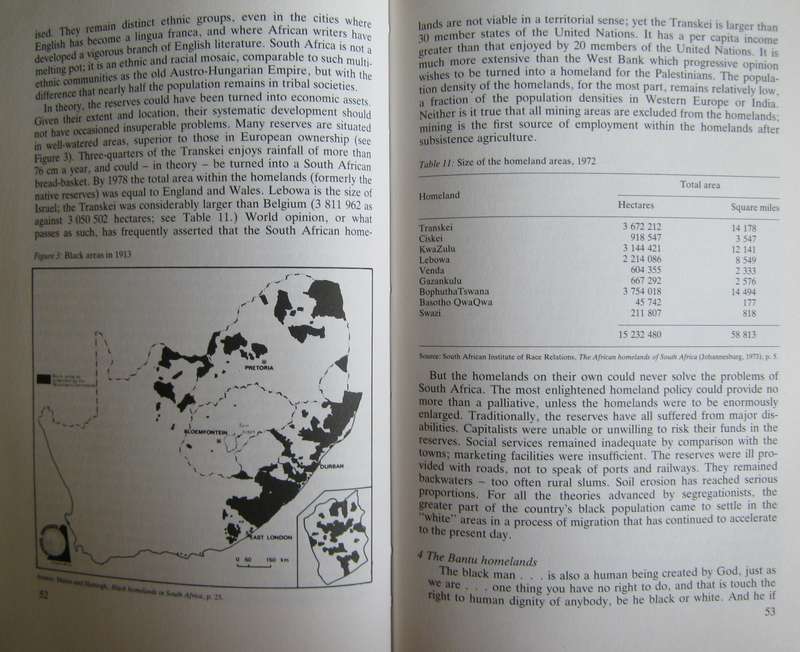 ised. They remain distinct ethnic groups, even in the cities where
English has become a lingua franca, and where African writers have
developed a vigorous branch of English literature. South Africa is not a
melting pot; it is an ethnic and racial mosaic, comparable to such multi-
ethnic communities as the old Austro-Hungarian Empire, but with the
difference that nearly half the population remains in tribal societies.
In theory, the reserves could have been turned into economic assets.
Given their extent and location, their systematic development should
not have occasioned insuperable problems. Many reserves are situated
in well-watered areas, superior to those in European ownership (see
Figure 3). Three-quarters of the Transkei enjoys rainfall of more than
76 cm a year, and could – in theory – be turned into a South African
bread-basket. By 1978 the total area within the homelands (formerly the
native reserves) was equal to England and Wales. Lebowa is the size of
Israel; the Transkei was considerably larger than Belgium (3 811 962 as
against 3 050 502 hectares; see Table 11.) World opinion, or what
passes as such, has frequently asserted that the South African home-
Figure 3: Black areas in 1913
PRETORIA
BLOEMFONTEIN
DURBAN
EAST LONDON
0 50 150 km
Black homelands in South Africa, p. 25.
52
lands are not viable in a territorial sense; yet the Transkei is larger than
30 member states of the United Nations. It has a per capita income
greater than that enjoyed by 20 members of the United Nations. It is
much more extensive than the West Bank which progressive opinion
wishes to be turned into a homeland for the Palestinians. The popula-
tion density of the homelands, for the most part, remains relatively low,
a fraction of the population densities in Western Europe or India.
Neither is it true that all mining areas are excluded from the homelands;
mining is the first source of employment within the homelands after
subsistence agriculture.
Table 11: Size of the homeland areas, 1972
Total area
Homeland Hectares Square miles
Transkei 3 672 212 14 178
Ciskei 918 547 3 547
KwaZulu 3 144 421 12 141
Lebowa 2 214 086 8 549
Venda 604 355 2 333
Gazankulu 667 292 2 576
BophuthaTswana 3 754 018 14 494
Basotho QwaQwa 45 742 177
Swazi 211 807 818
15 232 480 58 813
Source: South African Institute of Race Relations, The African homelands of South Africa (Johannesburg, 1973), p. 5.
But the homelands on their own could never solve the problems of
South Africa. The most enlightened homeland policy could provide no
more than a palliative, unless the homelands were to be enormously
enlarged. Traditionally, the reserves have all suffered from major dis-
abilities. Capitalists were unable or unwilling to risk their funds in the
reserves. Social services remained inadequate by comparison with the
towns; marketing facilities were insufficient. The reserves were ill pro-
vided with roads, not to speak of ports and railways. They remained
backwaters – too often rural slums. Soil erosion has reached serious
proportions. For all the theories advanced by segregationists, the
greater part of the country's black population came to settle in the
"white" areas in a process of migration that has continued to accelerate
to the present day.
4 The Bantu homelands
The black man . . . is also a human being created by God, just as
we are . . . one thing you have no right to do, and that is touch the
right to human dignity of anybody, be he black or white. And he if
53